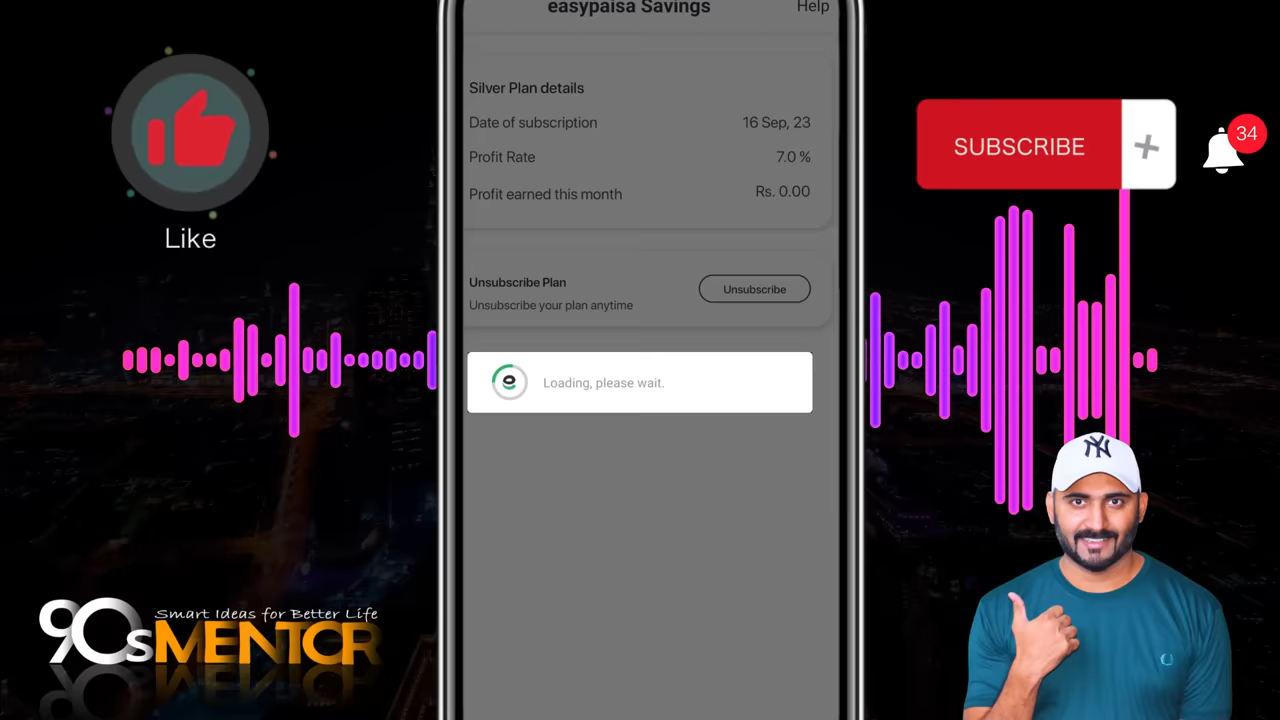 easypaisa Savings
Help
Silver Plan details
Date of subscription 16 Sep, 23
Profit Rate 7.0 %
Profit earned this month Rs. 0.00
Unsubscribe Plan
Unsubscribe your plan anytime
Unsubscribe
Loading, please wait.
Like
SUBSCRIBE
34
NY
Smart Ideas for Better Life
90sMENTOR